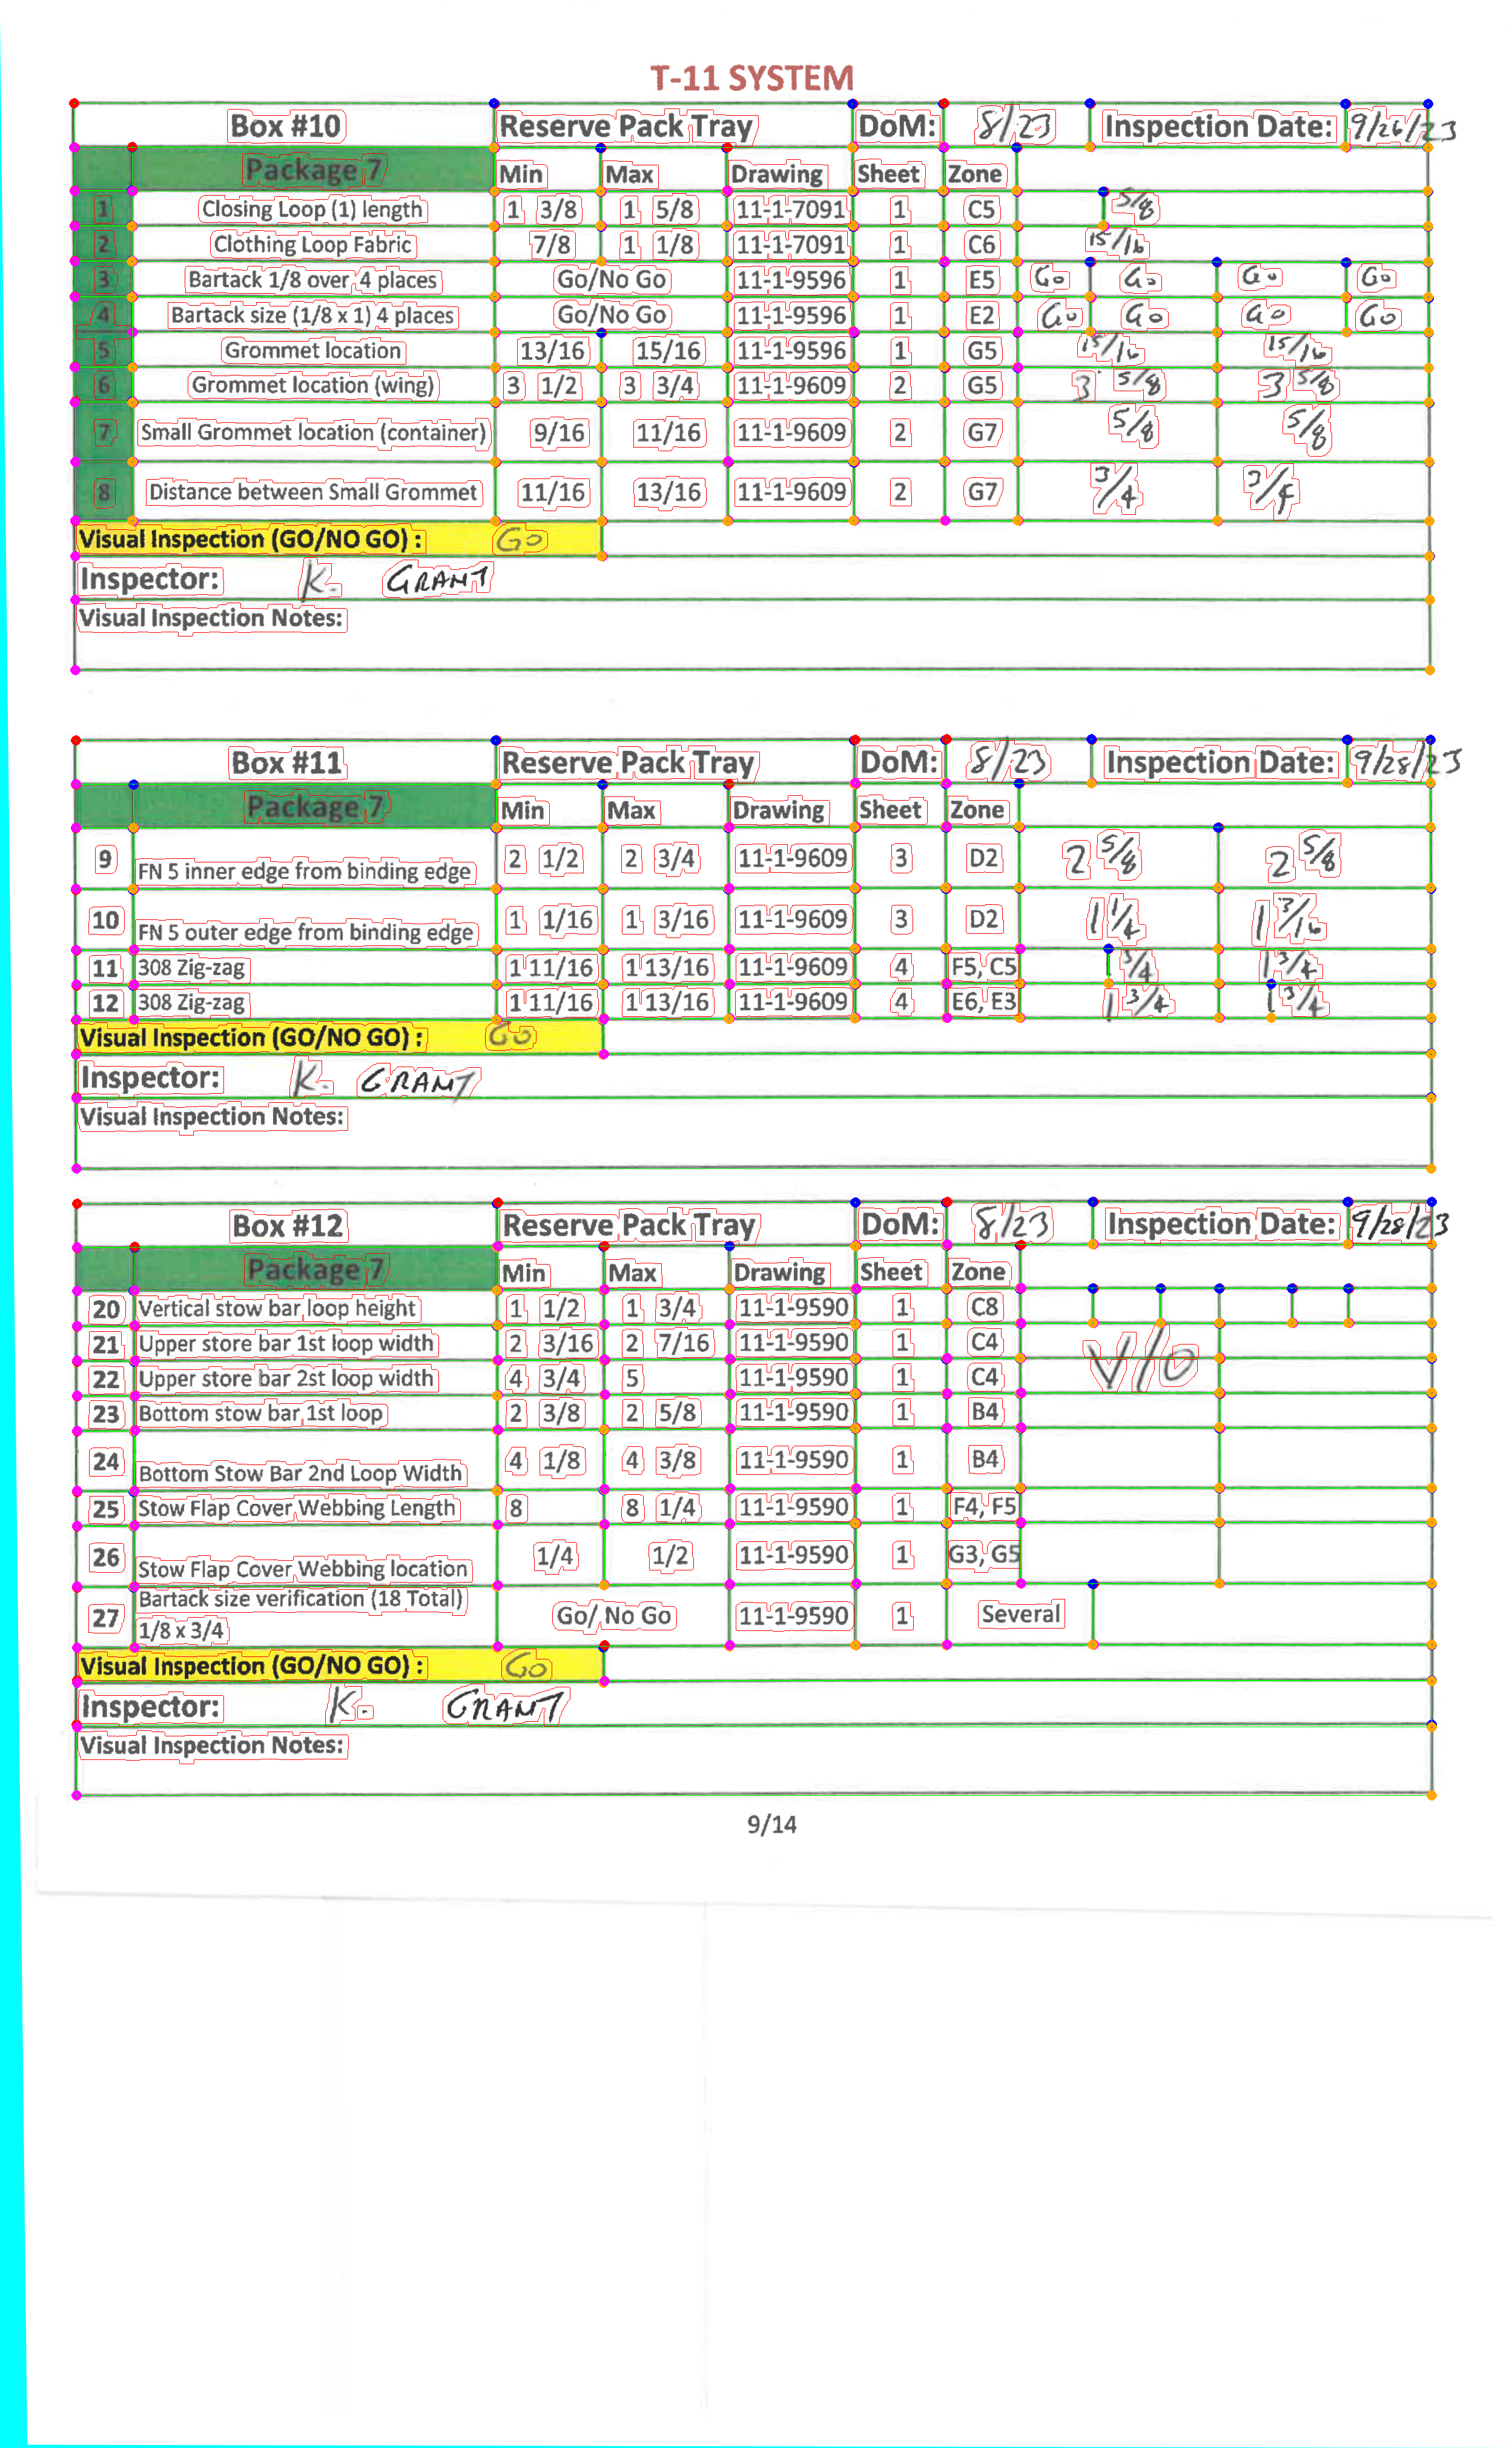 T-11 SYSTEM
Box #10 Reserve Pack Tray DoM: 8/23 Inspection Date: 9/26/23
Package 7 Min Max Drawing Sheet Zone
1 Closing Loop (1) length 1 3/8 1 5/8 11-1-7091 1 C5 5/8
2 Clothing Loop Fabric 7/8 1 1/8 11-1-7091 1 C6 15/16
3 Bartack 1/8 over 4 places Go/No Go 11-1-9596 1 E5 Go Go Go Go
4 Bartack size (1/8 x 1) 4 places Go/No Go 11-1-9596 1 E2 Go Go Go Go
5 Grommet location 13/16 15/16 11-1-9596 1 G5 15/16 15/16
6 Grommet location (wing) 3 1/2 3 3/4 11-1-9609 2 G5 3 5/8 3 5/8
7 Small Grommet location (container) 9/16 11/16 11-1-9609 2 G7 5/8 5/8
8 Distance between Small Grommet 11/16 13/16 11-1-9609 2 G7 3/4 3/4
Visual Inspection (GO/NO GO) : GO
Inspector: K. GRANT
Visual Inspection Notes:
Box #11 Reserve Pack Tray DoM: 8/23 Inspection Date: 9/28/23
Package 7 Min Max Drawing Sheet Zone
9 FN 5 inner edge from binding edge 2 1/2 2 3/4 11-1-9609 3 D2 2 5/8 2 5/8
10 FN 5 outer edge from binding edge 1 1/16 1 3/16 11-1-9609 3 D2 1 1/4 1 3/16
11 308 Zig-zag 1 11/16 1 13/16 11-1-9609 4 F5, C5 3/4 1 3/4
12 308 Zig-zag 1 11/16 1 13/16 11-1-9609 4 E6, E3 1 3/4 1 3/4
Visual Inspection (GO/NO GO) : GO
Inspector: K. GRANT
Visual Inspection Notes:
Box #12 Reserve Pack Tray DoM: 8/23 Inspection Date: 9/28/23
Package 7 Min Max Drawing Sheet Zone
20 Vertical stow bar loop height 1 1/2 1 3/4 11-1-9590 1 C8
21 Upper store bar 1st loop width 2 3/16 2 7/16 11-1-9590 1 C4 V/O
22 Upper store bar 2st loop width 4 3/4 5 11-1-9590 1 C4
23 Bottom stow bar 1st loop 2 3/8 2 5/8 11-1-9590 1 B4
24 Bottom Stow Bar 2nd Loop Width 4 1/8 4 3/8 11-1-9590 1 B4
25 Stow Flap Cover Webbing Length 8 8 1/4 11-1-9590 1 F4, F5
26 Stow Flap Cover Webbing location 1/4 1/2 11-1-9590 1 G3, G5
27 Bartack size verification (18 Total) 1/8 x 3/4 Go/ No Go 11-1-9590 1 Several
Visual Inspection (GO/NO GO) : GO
Inspector: K. GRANT
Visual Inspection Notes:
9/14